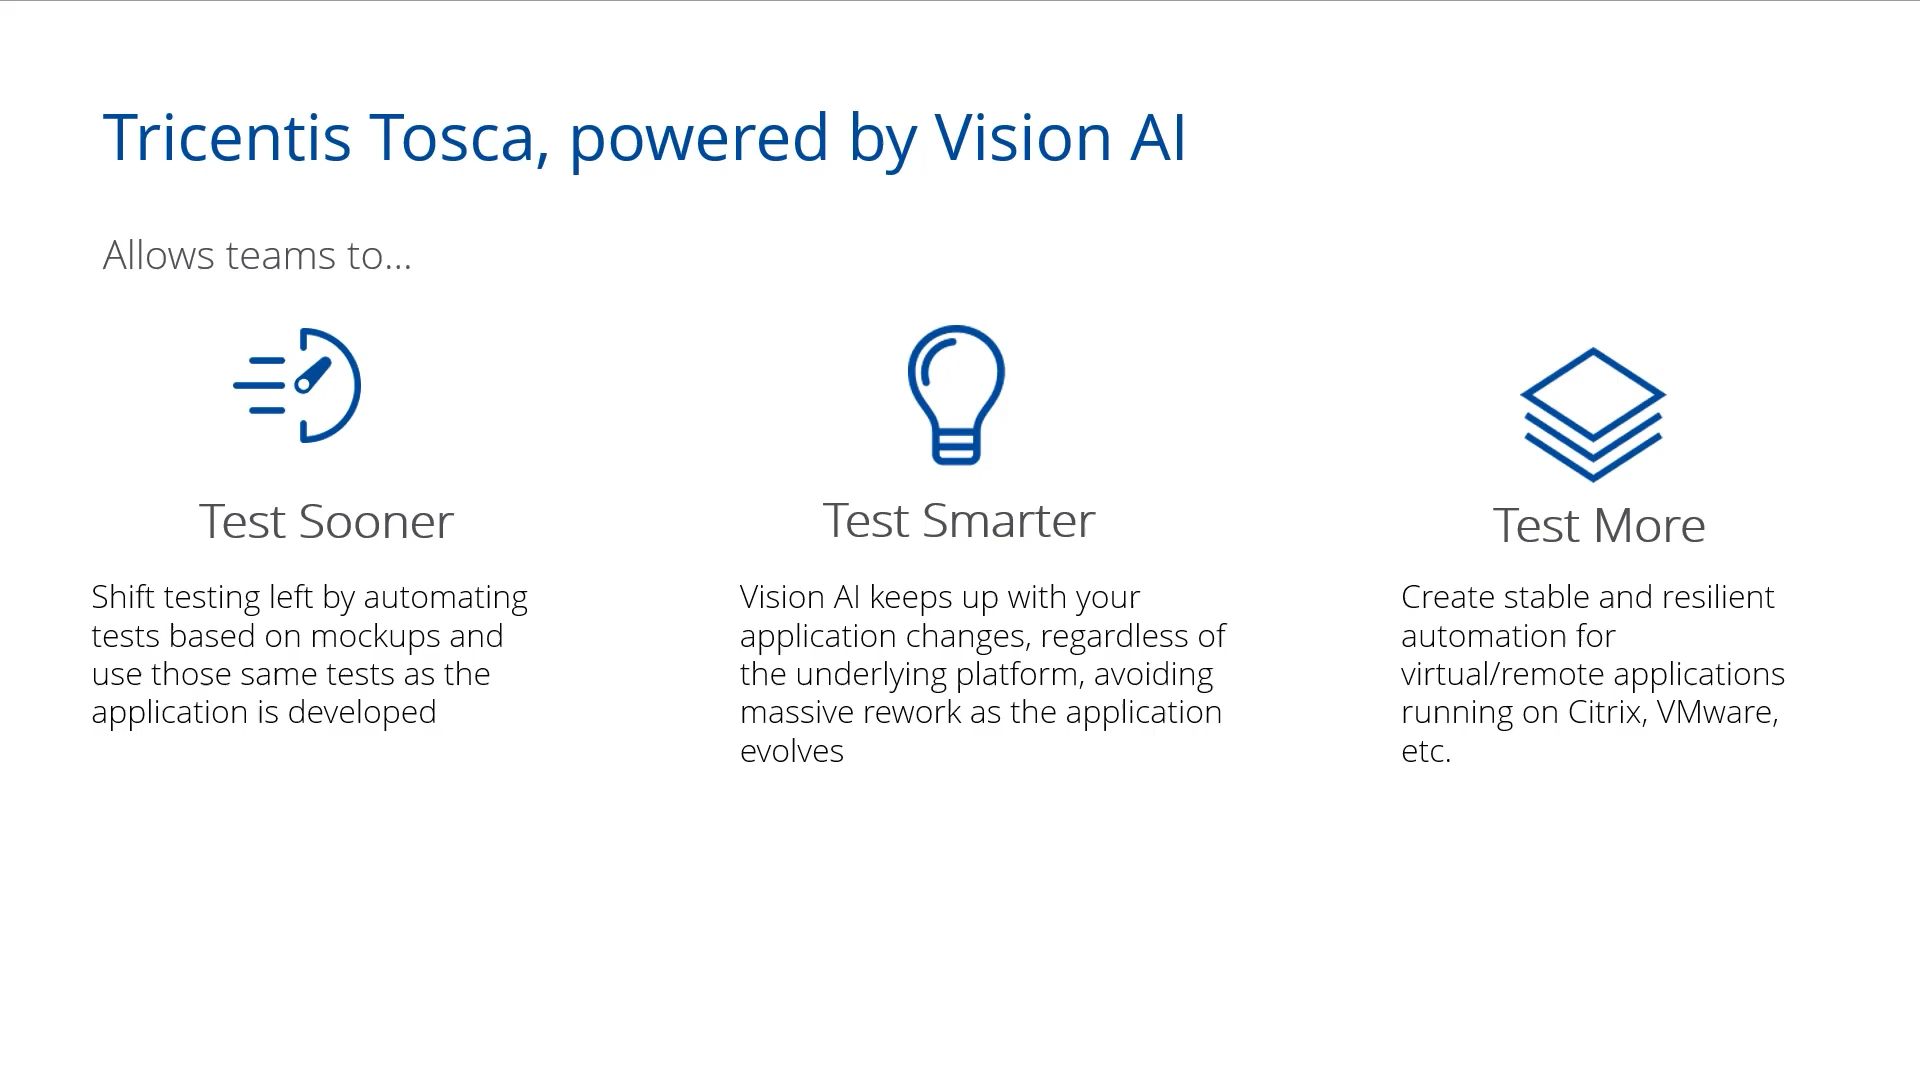 Tricentis Tosca, powered by Vision AI
Allows teams to...
Test Sooner
Shift testing left by automating
tests based on mockups and
use those same tests as the
application is developed
Test Smarter
Vision AI keeps up with your
application changes, regardless of
the underlying platform, avoiding
massive rework as the application
evolves
Test More
Create stable and resilient
automation for
virtual/remote applications
running on Citrix, VMware,
etc.